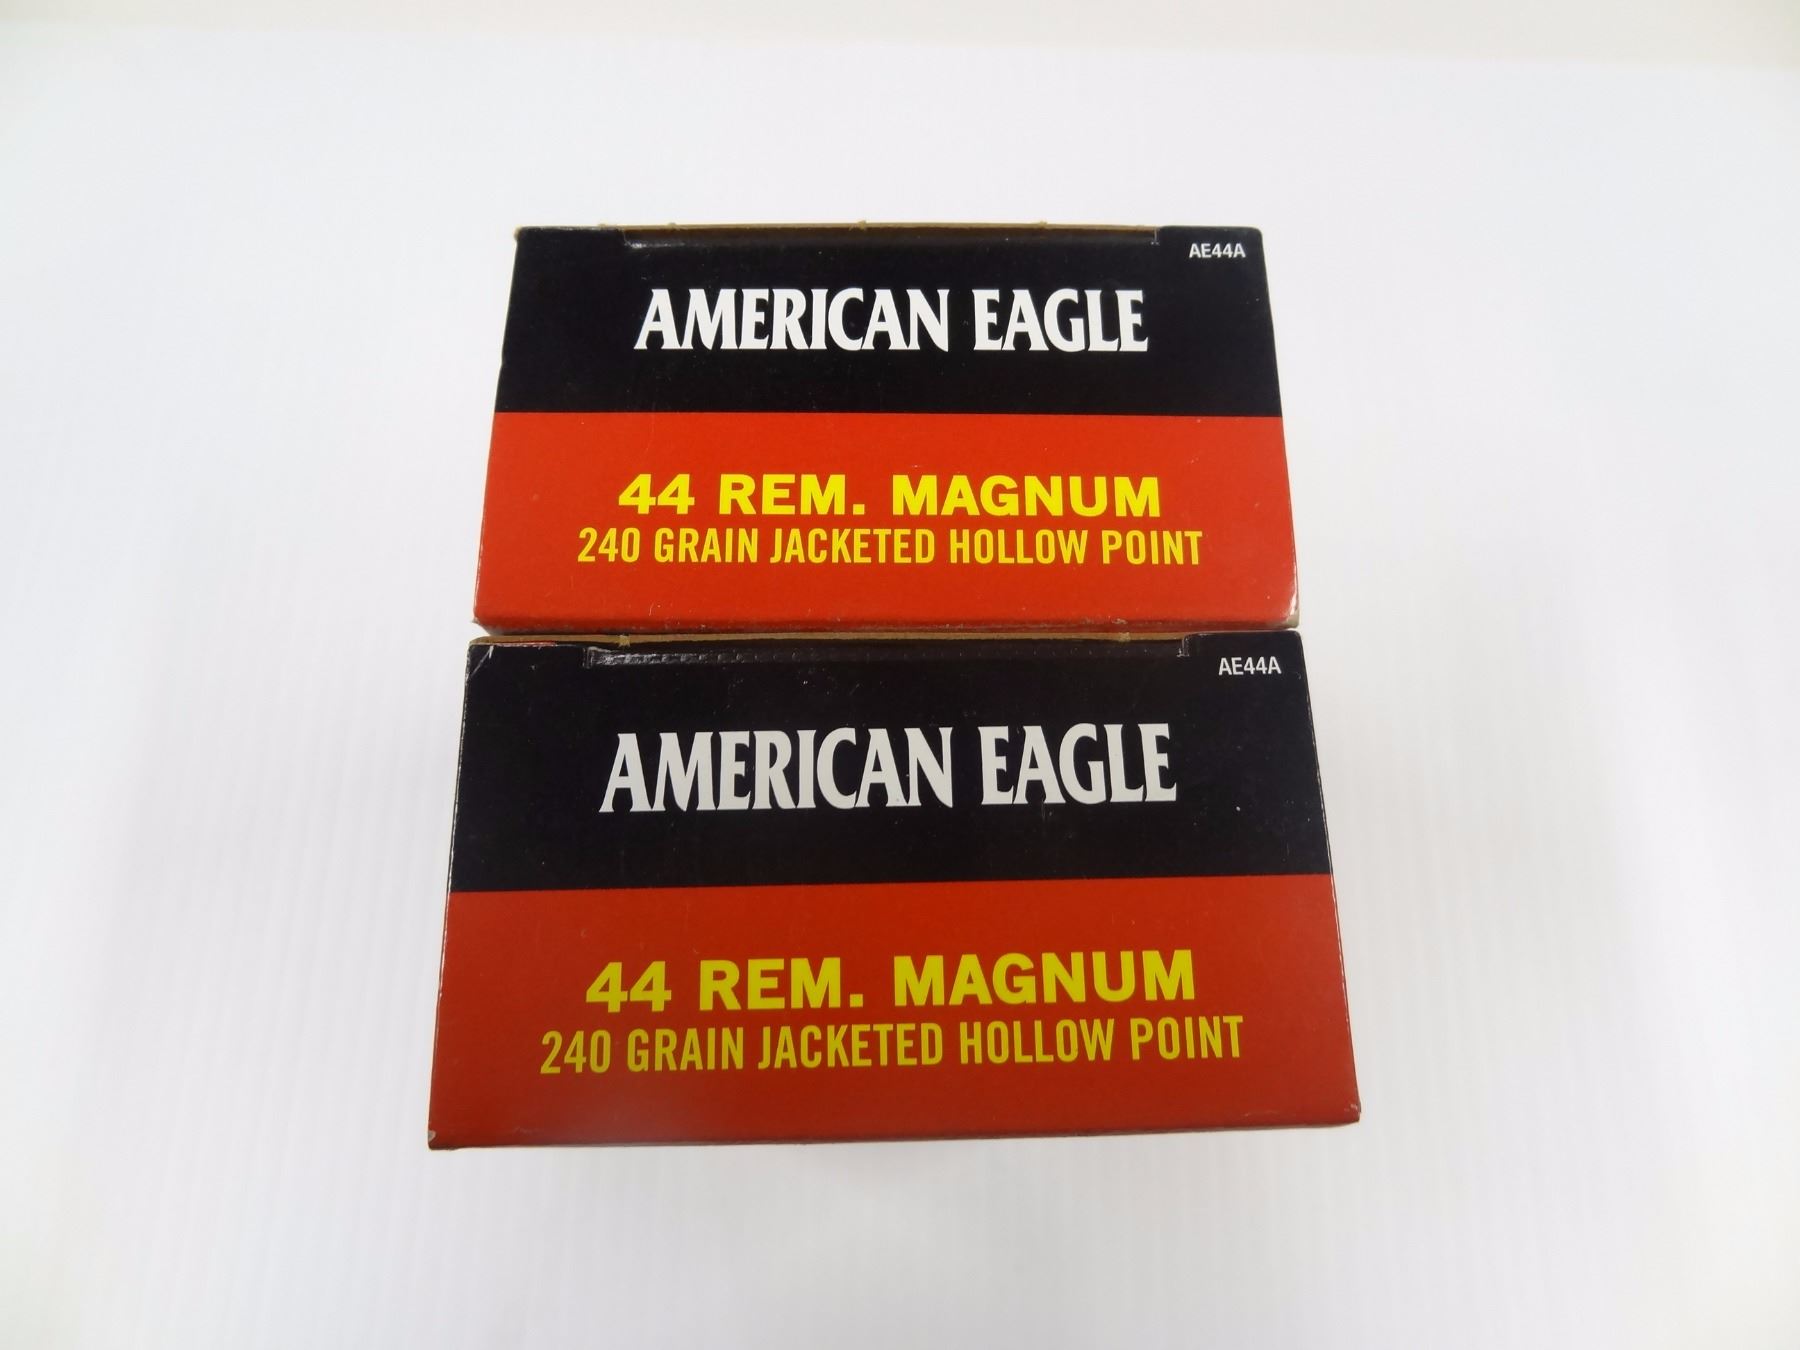 AE44A
AMERICAN EAGLE
44 REM. MAGNUM
240 GRAIN JACKETED HOLLOW POINT
AE44A
AMERICAN EAGLE
44 REM. MAGNUM
240 GRAIN JACKETED HOLLOW POINT